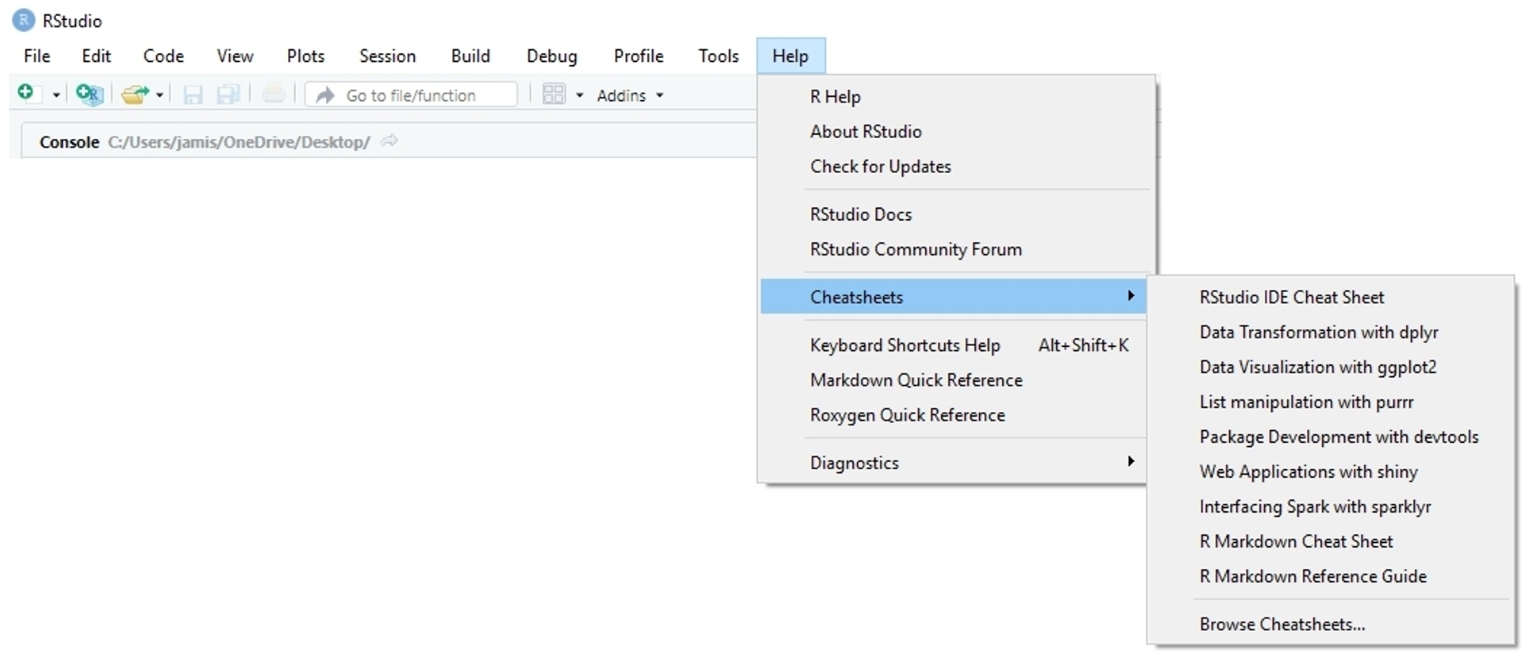 RStudio
File Edit Code View Plots Session Build Debug Profile Tools Help
Go to file/function Addins
Console C:/Users/jamis/OneDrive/Desktop/
R Help
About RStudio
Check for Updates
RStudio Docs
RStudio Community Forum
Cheatsheets
Keyboard Shortcuts Help Alt+Shift+K
Markdown Quick Reference
Roxygen Quick Reference
Diagnostics
RStudio IDE Cheat Sheet
Data Transformation with dplyr
Data Visualization with ggplot2
List manipulation with purrr
Package Development with devtools
Web Applications with shiny
Interfacing Spark with sparklyr
R Markdown Cheat Sheet
R Markdown Reference Guide
Browse Cheatsheets...